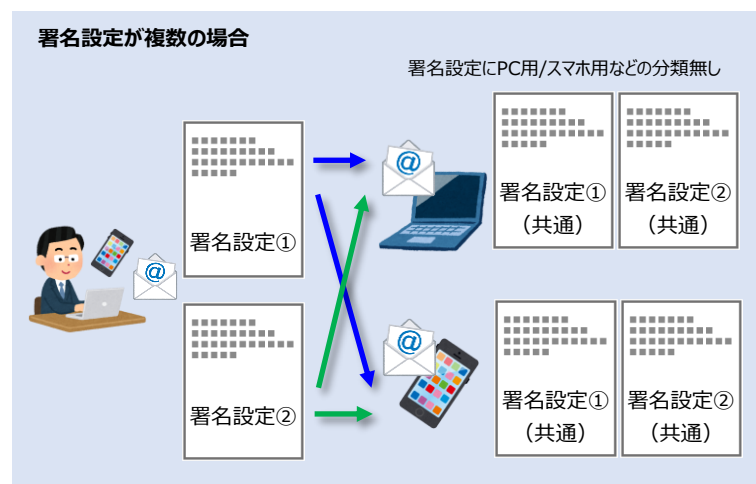 署名設定が複数の場合
署名設定にPC用/スマホ用などの分類無し
署名設定①
署名設定②
@
@
@
署名設定①
（共通）
署名設定②
（共通）
署名設定①
（共通）
署名設定②
（共通）